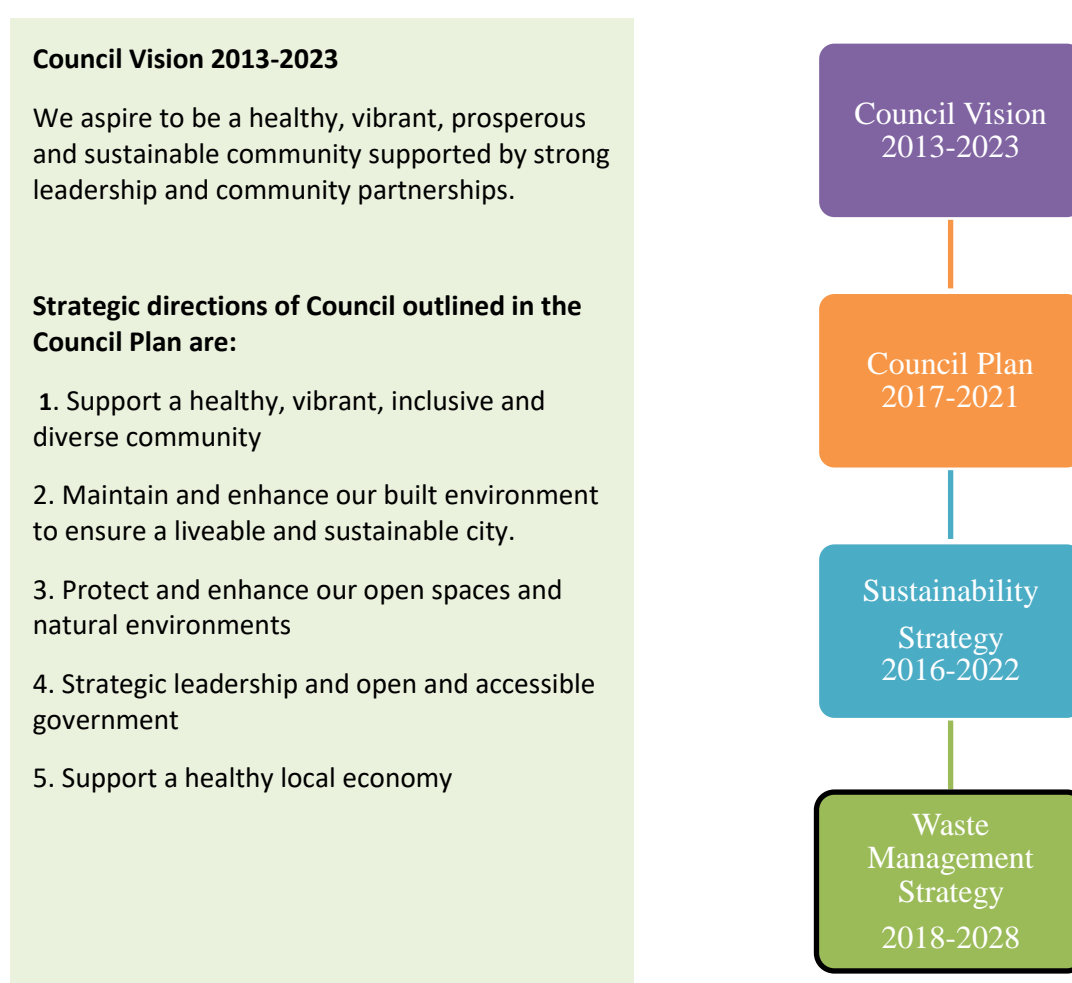 Council Vision 2013-2023
We aspire to be a healthy, vibrant, prosperous
and sustainable community supported by strong
leadership and community partnerships.
Strategic directions of Council outlined in the
Council Plan are:
1. Support a healthy, vibrant, inclusive and
diverse community
2. Maintain and enhance our built environment
to ensure a liveable and sustainable city.
3. Protect and enhance our open spaces and
natural environments
4. Strategic leadership and open and accessible
government
5. Support a healthy local economy
Council Vision
2013-2023
Council Plan
2017-2021
Sustainability
Strategy
2016-2022
Waste
Management
Strategy
2018-2028